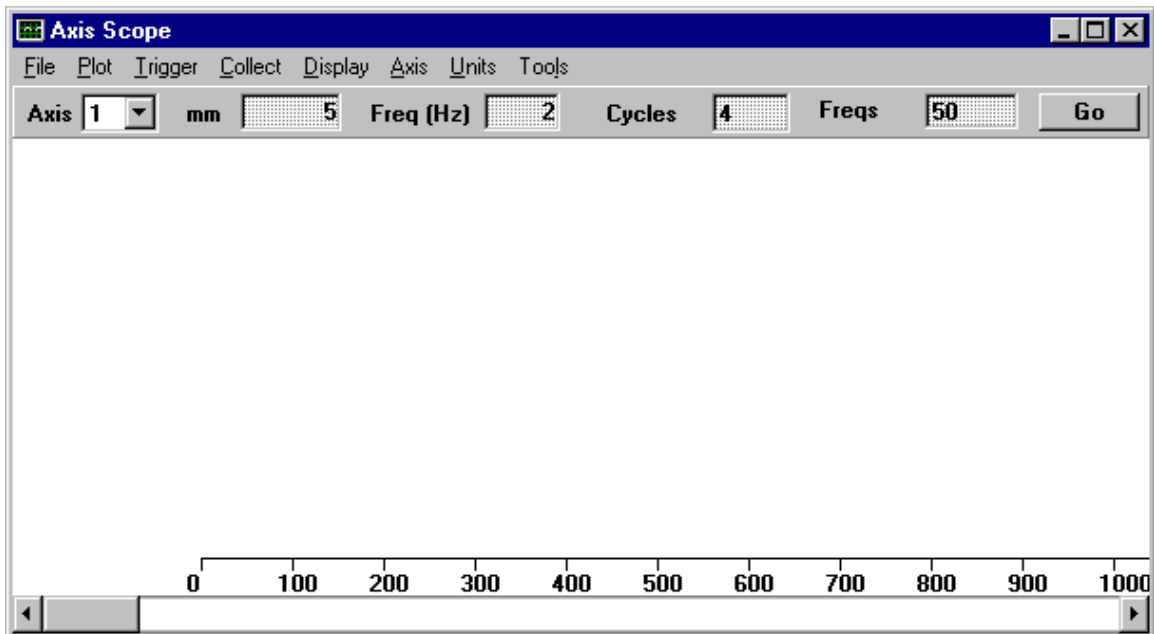 Axis Scope
File Plot Trigger Collect Display Axis Units Tools
Axis 1 mm 5 Freq (Hz) 2 Cycles 4 Freqs 50 Go
0 100 200 300 400 500 600 700 800 900 1000